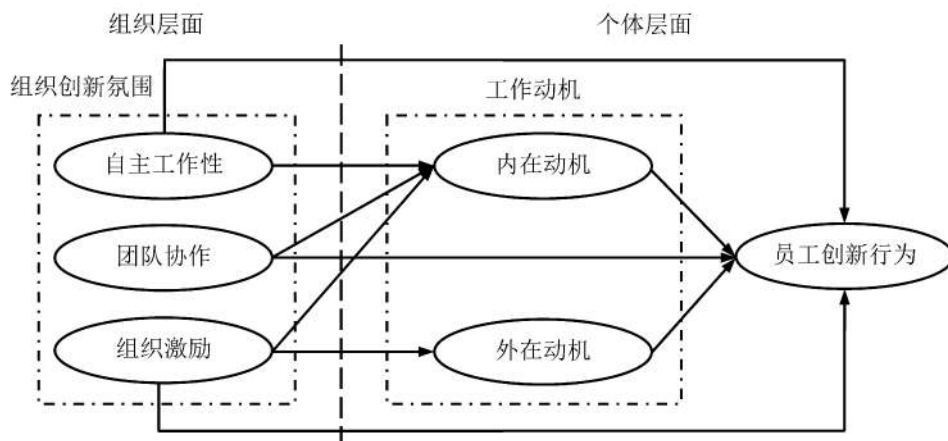 组织层面
个体层面
组织创新氛围
工作动机
自主工作性
内在动机
团队协作
员工创新行为
组织激励
外在动机